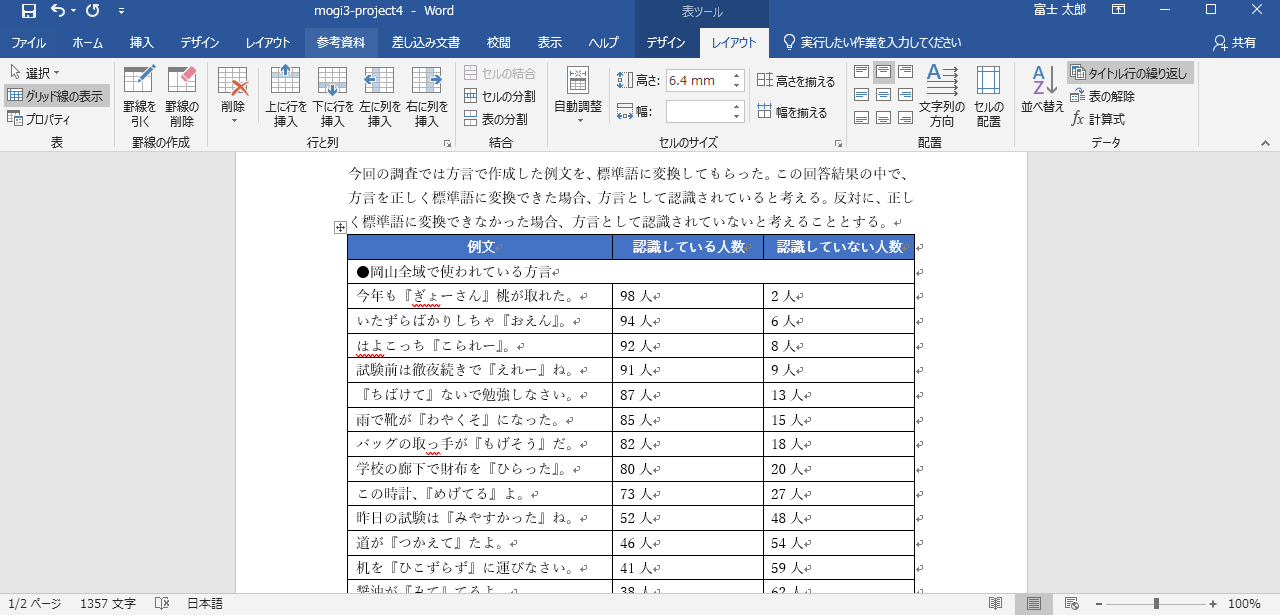 mogi3-project4 - Word
表ツール
富士 太郎
ファイル ホーム 挿入 デザイン レイアウト 参考資料 差し込み文書 校閲 表示 ヘルプ デザイン レイアウト 実行したい作業を入力してください 共有
選択
グリッド線の表示
プロパティ
表
罫線を引く
罫線の削除
罫線の作成
削除
上に行を挿入
下に行を挿入
左に列を挿入
右に列を挿入
行と列
セルの結合
セルの分割
表の分割
結合
自動調整
高さ: 6.4 mm
幅:
高さを揃える
幅を揃える
セルのサイズ
文字列の方向
セルの配置
配置
並べ替え
タイトル行の繰り返し
表の解除
fx 計算式
データ
今回の調査では方言で作成した例文を、標準語に変換してもらった。この回答結果の中で、
方言を正しく標準語に変換できた場合、方言として認識されていると考える。反対に、正し
く標準語に変換できなかった場合、方言として認識されていないと考えることとする。
例文 認識している人数 認識していない人数
●岡山全域で使われている方言
今年も『ぎょーさん』桃が取れた。 98 人 2 人
いたずらばかりしちゃ『おえん』。 94 人 6 人
はよこっち『こられー』。 92 人 8 人
試験前は徹夜続きで『えれー』ね。 91 人 9 人
『ちばけて』ないで勉強しなさい。 87 人 13 人
雨で靴が『わやくそ』になった。 85 人 15 人
バッグの取っ手が『もげそう』だ。 82 人 18 人
学校の廊下で財布を『ひらった』。 80 人 20 人
この時計、『めげてる』よ。 73 人 27 人
昨日の試験は『みやすかった』ね。 52 人 48 人
道が『つかえて』たよ。 46 人 54 人
机を『ひこずらず』に運びなさい。 41 人 59 人
醤油が『みて』てるよ 38 人 62 人
1/2 ページ 1357 文字 日本語 100%